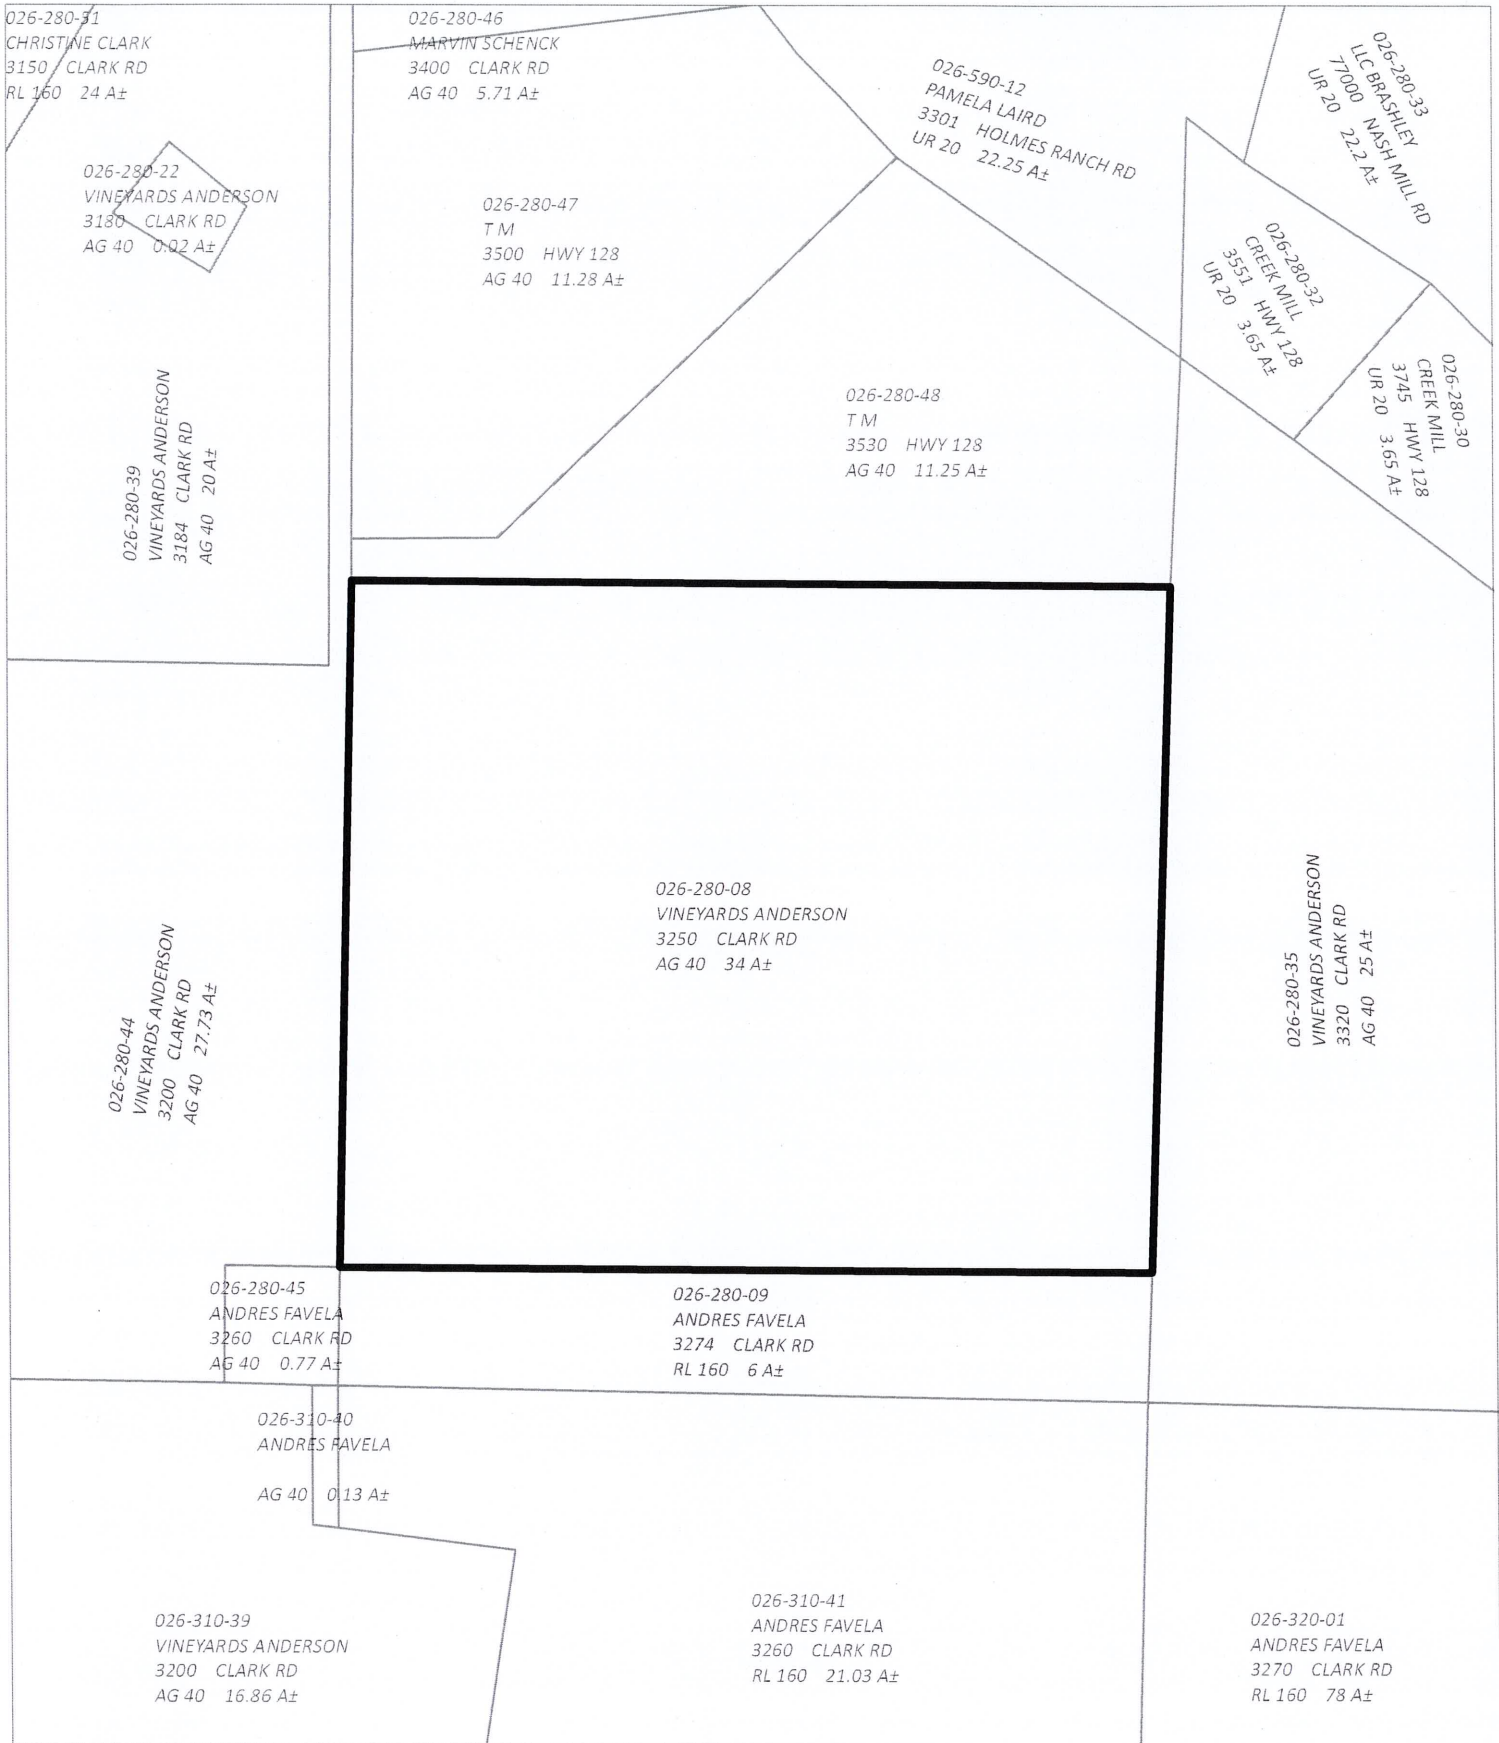 026-280-31
CHRISTINE CLARK
3150 CLARK RD
RL 160 24 A±
026-280-46
MARVIN SCHENCK
3400 CLARK RD
AG 40 5.71 A±
026-590-12
PAMELA LAIRD
3301 HOLMES RANCH RD
UR 20 22.25 A±
026-280-33
LLC BRASHLEY
77000 NASH MILL RD
UR 20 22.2 A±
026-280-22
VINEYARDS ANDERSON
3180 CLARK RD
AG 40 0.02 A±
026-280-47
T M
3500 HWY 128
AG 40 11.28 A±
026-280-32
CREEK MILL
3551 HWY 128
UR 20 3.65 A±
026-280-30
CREEK MILL
3745 HWY 128
UR 20 3.65 A±
026-280-39
VINEYARDS ANDERSON
3184 CLARK RD
AG 40 20 A±
026-280-48
T M
3530 HWY 128
AG 40 11.25 A±
026-280-08
VINEYARDS ANDERSON
3250 CLARK RD
AG 40 34 A±
026-280-44
VINEYARDS ANDERSON
3200 CLARK RD
AG 40 27.73 A±
026-280-35
VINEYARDS ANDERSON
3320 CLARK RD
AG 40 25 A±
026-280-45
ANDRES FAVELA
3260 CLARK RD
AG 40 0.77 A±
026-280-09
ANDRES FAVELA
3274 CLARK RD
RL 160 6 A±
026-310-40
ANDRES FAVELA
AG 40 0.13 A±
026-310-39
VINEYARDS ANDERSON
3200 CLARK RD
AG 40 16.86 A±
026-310-41
ANDRES FAVELA
3260 CLARK RD
RL 160 21.03 A±
026-320-01
ANDRES FAVELA
3270 CLARK RD
RL 160 78 A±